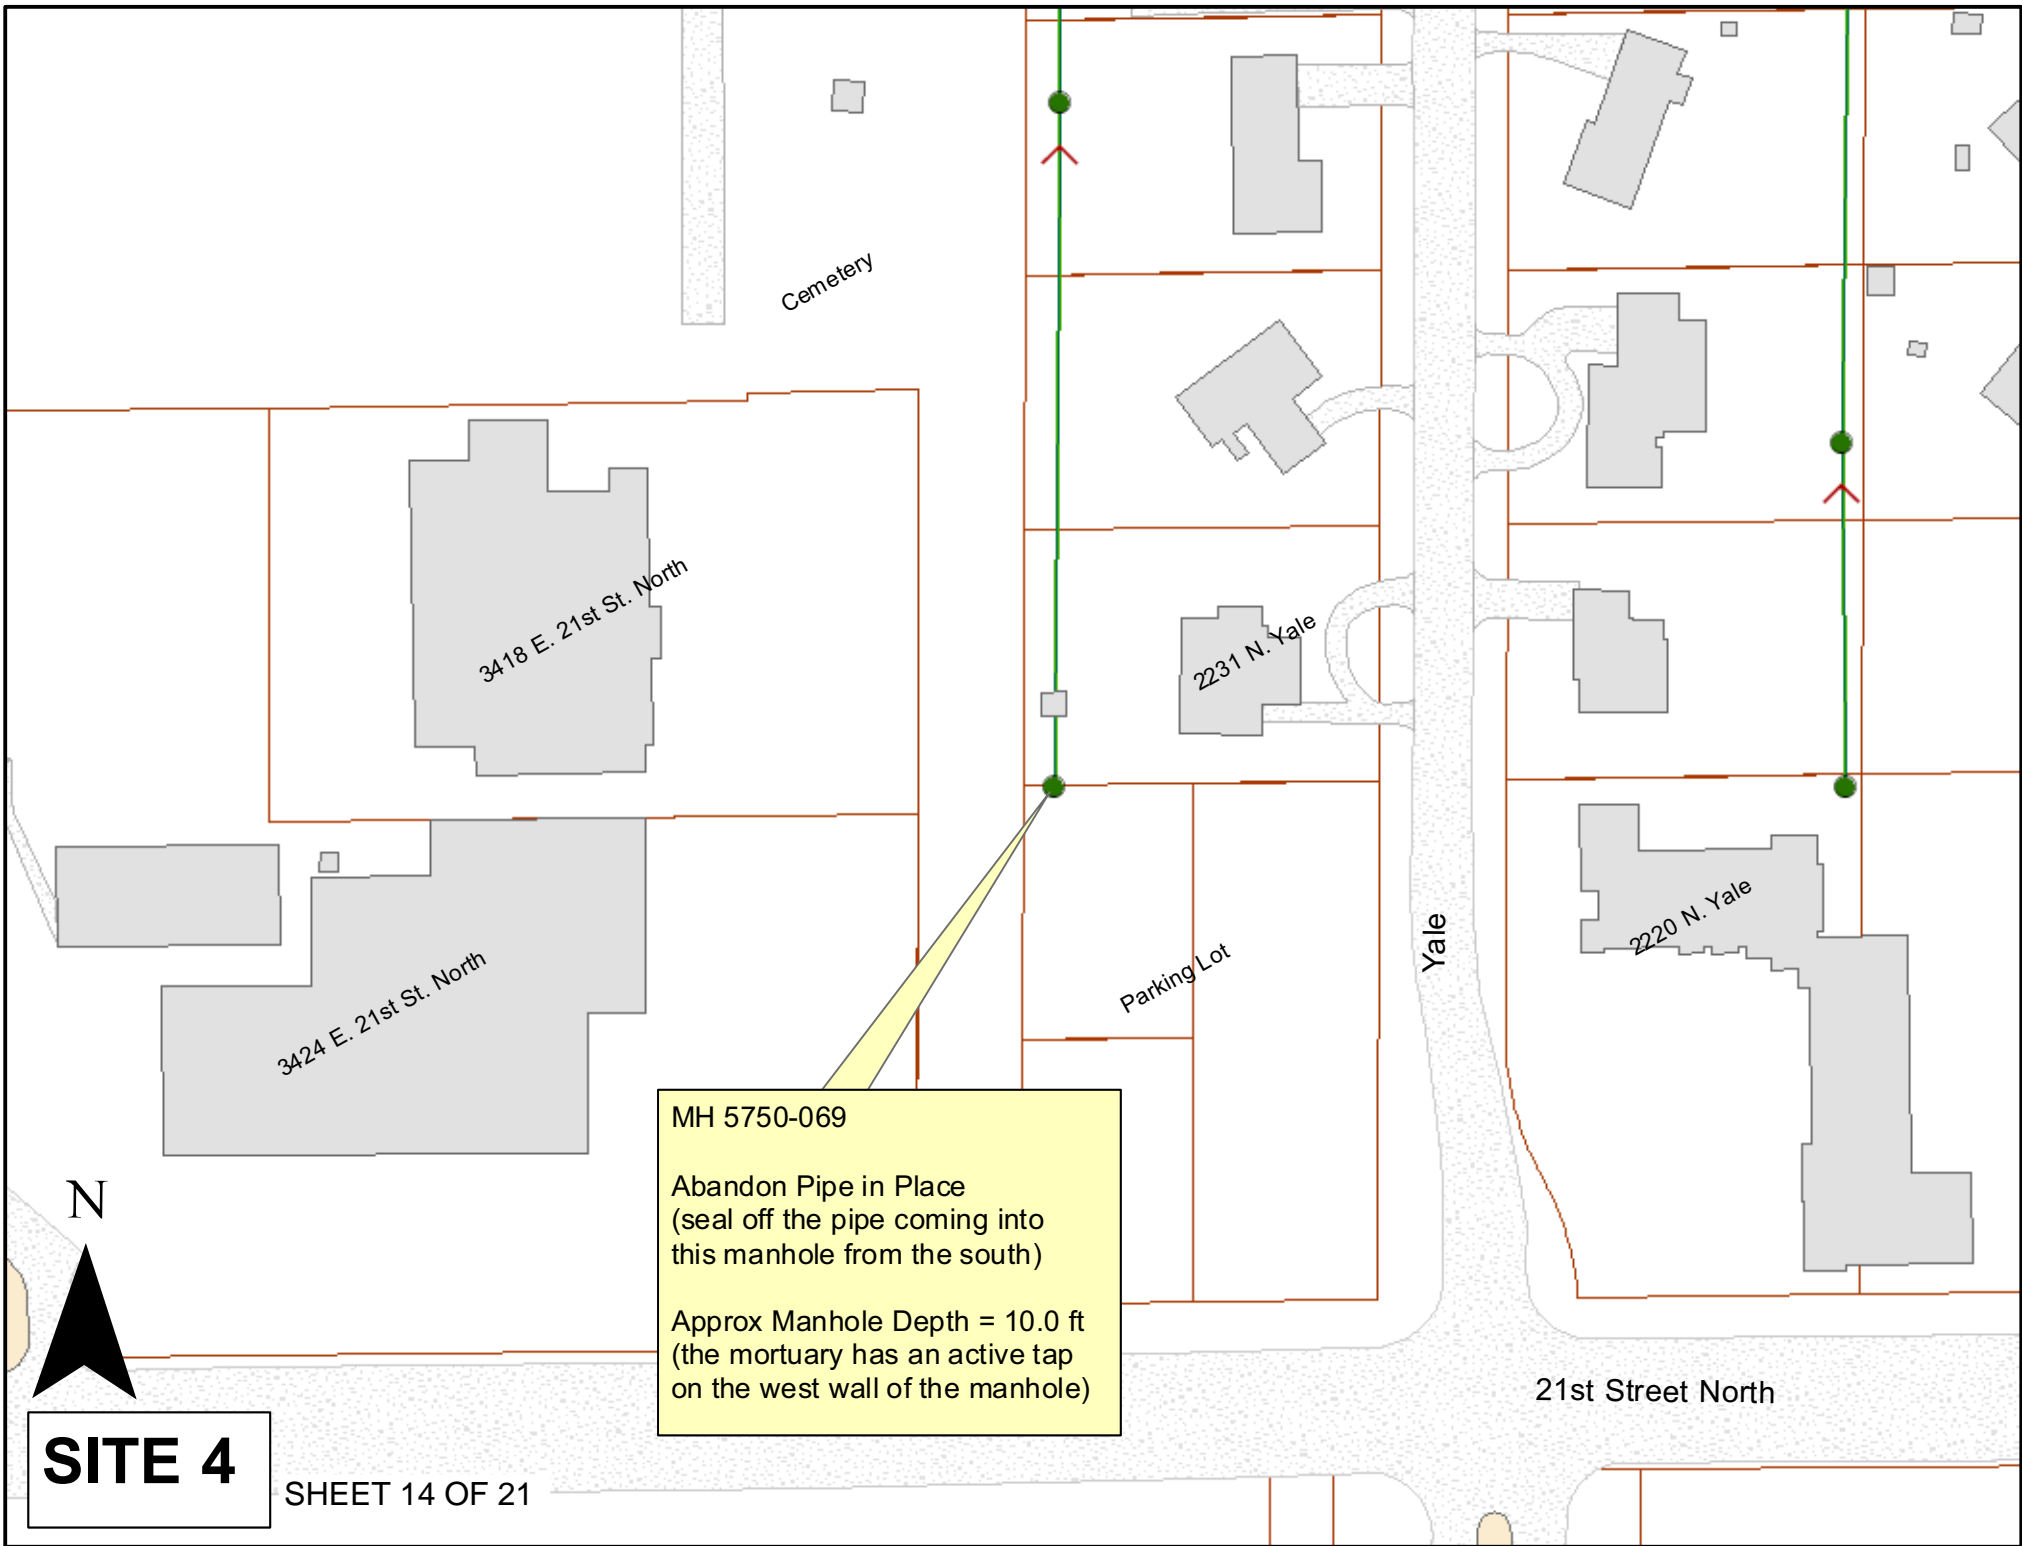 Cemetery
3418 E. 21st St. North
2231 N. Yale
2220 N. Yale
Yale
Parking Lot
3424 E. 21st St. North
MH 5750-069
Abandon Pipe in Place
(seal off the pipe coming into
this manhole from the south)
Approx Manhole Depth = 10.0 ft
(the mortuary has an active tap
on the west wall of the manhole)
N
21st Street North
SITE 4
SHEET 14 OF 21